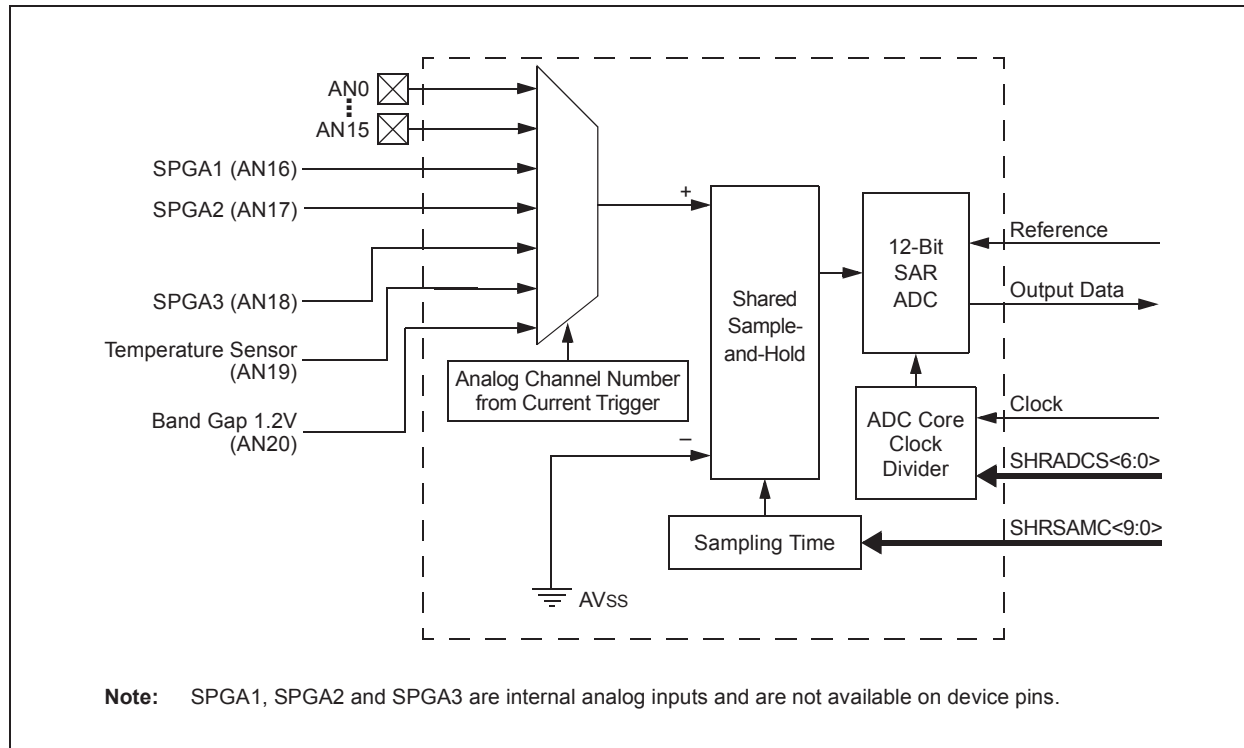 AN0
AN15
SPGA1 (AN16)
SPGA2 (AN17)
SPGA3 (AN18)
Temperature Sensor
(AN19)
Band Gap 1.2V
(AN20)
Analog Channel Number
from Current Trigger
+
–
AVSS
Shared
Sample-
and-Hold
Sampling Time
12-Bit
SAR
ADC
ADC Core
Clock
Divider
Reference
Output Data
Clock
SHRADCS<6:0>
SHRSAMC<9:0>
Note: SPGA1, SPGA2 and SPGA3 are internal analog inputs and are not available on device pins.